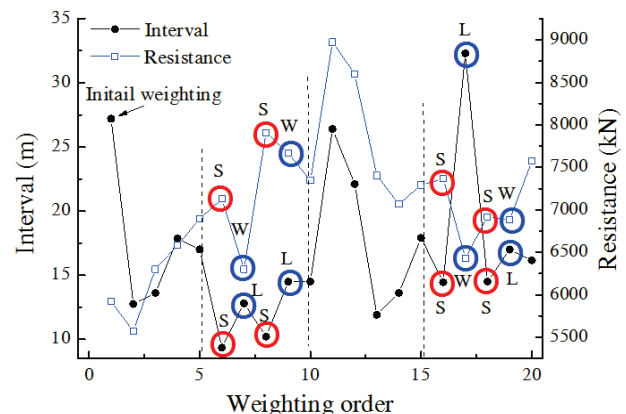 35
30
25
20
15
10
Interval (m)
Interval
Resistance
Initail weighting
S
W
S
W
L
S
L
S
L
S
S
W
W
S
S
L
9000
8500
8000
7500
7000
6500
6000
5500
Resistance (kN)
0
5
10
15
20
Weighting order